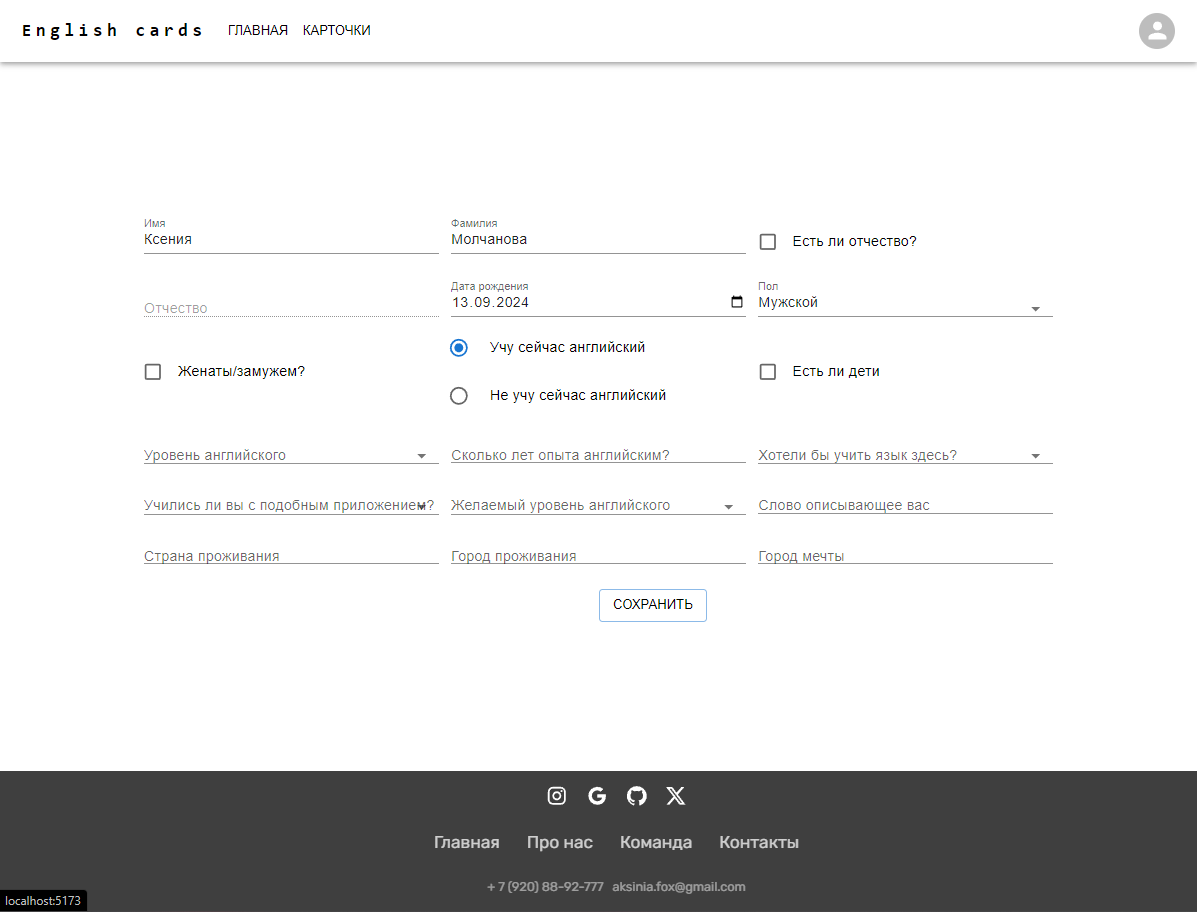 English cards ГЛАВНАЯ КАРТОЧКИ
Имя Фамилия
Ксения Молчанова Есть ли отчество?
Дата рождения Пол
Отчество 13.09.2024 Мужской
Учу сейчас английский
Женаты/замужем? Есть ли дети
Не учу сейчас английский
Уровень английского Сколько лет опыта английским? Хотели бы учить язык здесь?
Учились ли вы с подобным приложением? Желаемый уровень английского Слово описывающее вас
Страна проживания Город проживания Город мечты
СОХРАНИТЬ
Главная Про нас Команда Контакты
+ 7 (920) 88-92-777 aksinia.fox@gmail.com
localhost:5173